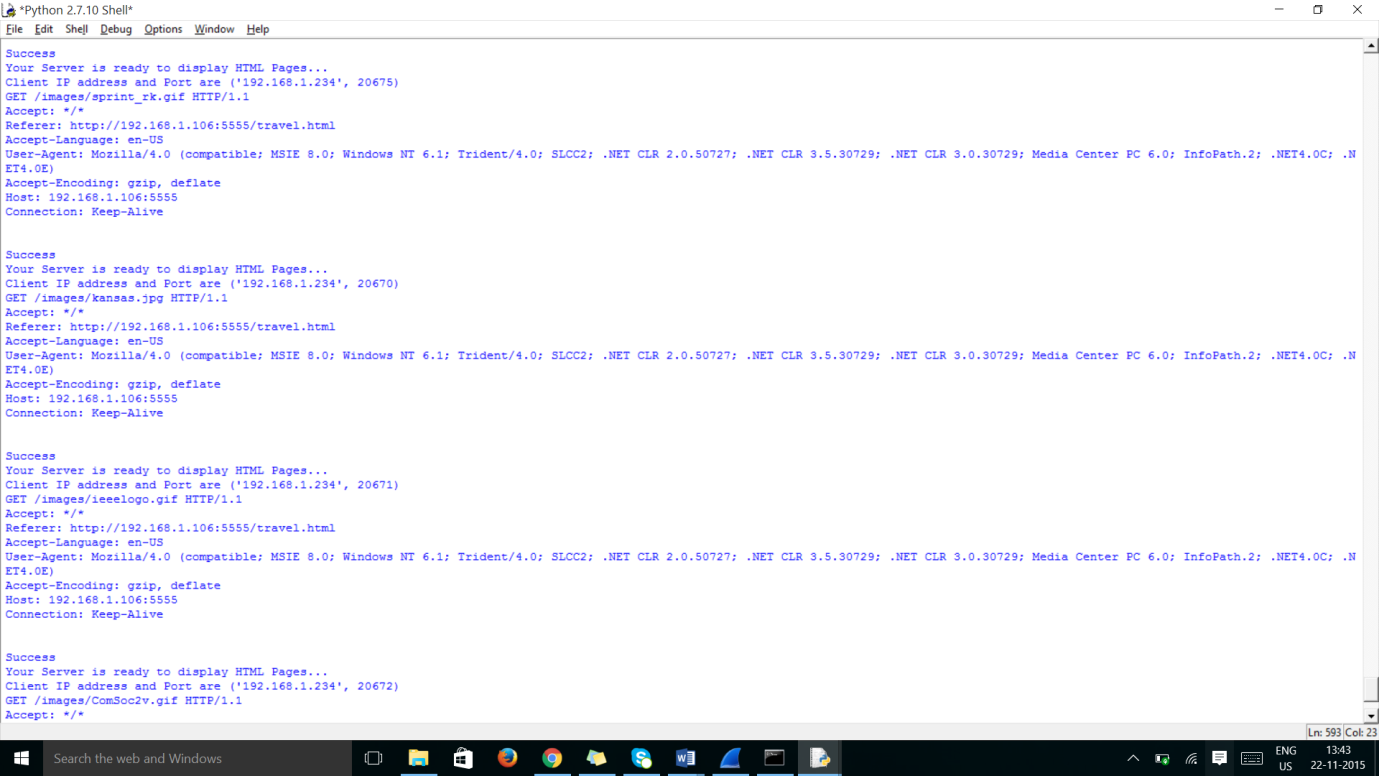 *Python 2.7.10 Shell*
File Edit Shell Debug Options Window Help
Success
Your Server is ready to display HTML Pages...
Client IP address and Port are ('192.168.1.234', 20675)
GET /images/sprint_rk.gif HTTP/1.1
Accept: */*
Referer: http://192.168.1.106:5555/travel.html
Accept-Language: en-US
User-Agent: Mozilla/4.0 (compatible; MSIE 8.0; Windows NT 6.1; Trident/4.0; SLCC2; .NET CLR 2.0.50727; .NET CLR 3.5.30729; .NET CLR 3.0.30729; Media Center PC 6.0; InfoPath.2; .NET4.0C; .N
ET4.0E)
Accept-Encoding: gzip, deflate
Host: 192.168.1.106:5555
Connection: Keep-Alive
Success
Your Server is ready to display HTML Pages...
Client IP address and Port are ('192.168.1.234', 20670)
GET /images/kansas.jpg HTTP/1.1
Accept: */*
Referer: http://192.168.1.106:5555/travel.html
Accept-Language: en-US
User-Agent: Mozilla/4.0 (compatible; MSIE 8.0; Windows NT 6.1; Trident/4.0; SLCC2; .NET CLR 2.0.50727; .NET CLR 3.5.30729; .NET CLR 3.0.30729; Media Center PC 6.0; InfoPath.2; .NET4.0C; .N
ET4.0E)
Accept-Encoding: gzip, deflate
Host: 192.168.1.106:5555
Connection: Keep-Alive
Success
Your Server is ready to display HTML Pages...
Client IP address and Port are ('192.168.1.234', 20671)
GET /images/ieeelogo.gif HTTP/1.1
Accept: */*
Referer: http://192.168.1.106:5555/travel.html
Accept-Language: en-US
User-Agent: Mozilla/4.0 (compatible; MSIE 8.0; Windows NT 6.1; Trident/4.0; SLCC2; .NET CLR 2.0.50727; .NET CLR 3.5.30729; .NET CLR 3.0.30729; Media Center PC 6.0; InfoPath.2; .NET4.0C; .N
ET4.0E)
Accept-Encoding: gzip, deflate
Host: 192.168.1.106:5555
Connection: Keep-Alive
Success
Your Server is ready to display HTML Pages...
Client IP address and Port are ('192.168.1.234', 20672)
GET /images/ComSoc2v.gif HTTP/1.1
Accept: */*
Ln: 593 Col: 23
Search the web and Windows
ENG
US
13:43
22-11-2015